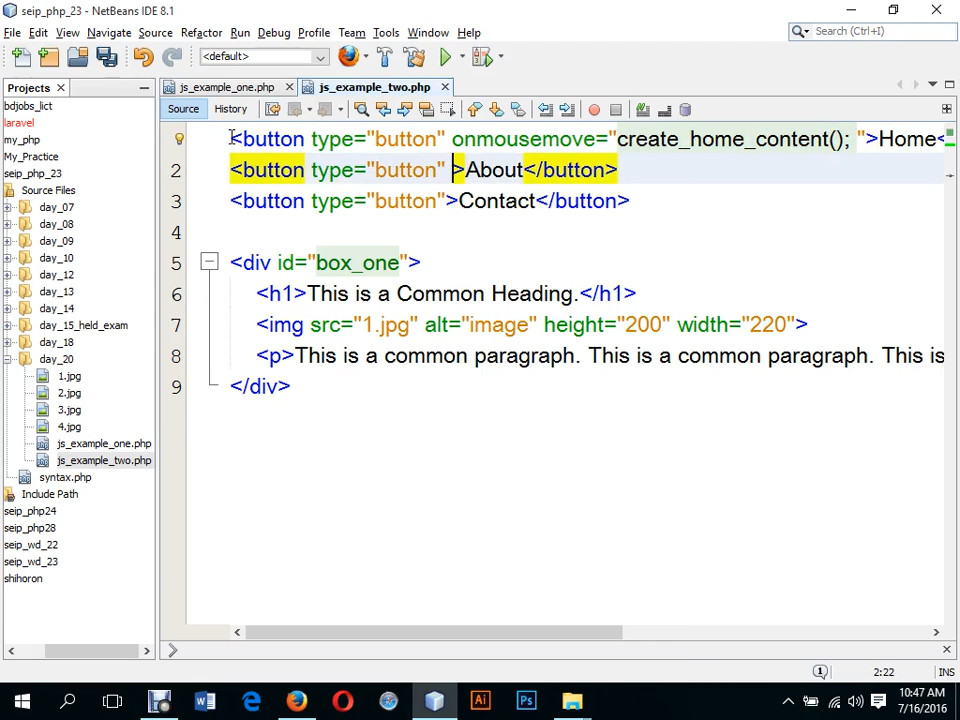 seip_php_23 - NetBeans IDE 8.1
File Edit View Navigate Source Refactor Run Debug Profile Team Tools Window Help
Search (Ctrl+I)
<default>
Projects
js_example_one.php
js_example_two.php
Source History
bdjobs_lict
laravel
my_php
My_Practice
seip_php_23
Source Files
day_07
day_08
day_09
day_10
day_12
day_13
day_14
day_15_held_exam
day_18
day_20
1.jpg
2.jpg
3.jpg
4.jpg
js_example_one.php
js_example_two.php
syntax.php
Include Path
seip_php24
seip_php28
seip_wd_22
seip_wd_23
shihoron
<button type="button" onmousemove="create_home_content(); ">Home<
2 <button type="button" >About</button>
3 <button type="button">Contact</button>
4
5 <div id="box_one">
6 <h1>This is a Common Heading.</h1>
7 <img src="1.jpg" alt="image" height="200" width="220">
8 <p>This is a common paragraph. This is a common paragraph. This is
9 </div>
1
2:22
INS
10:47 AM
7/16/2016